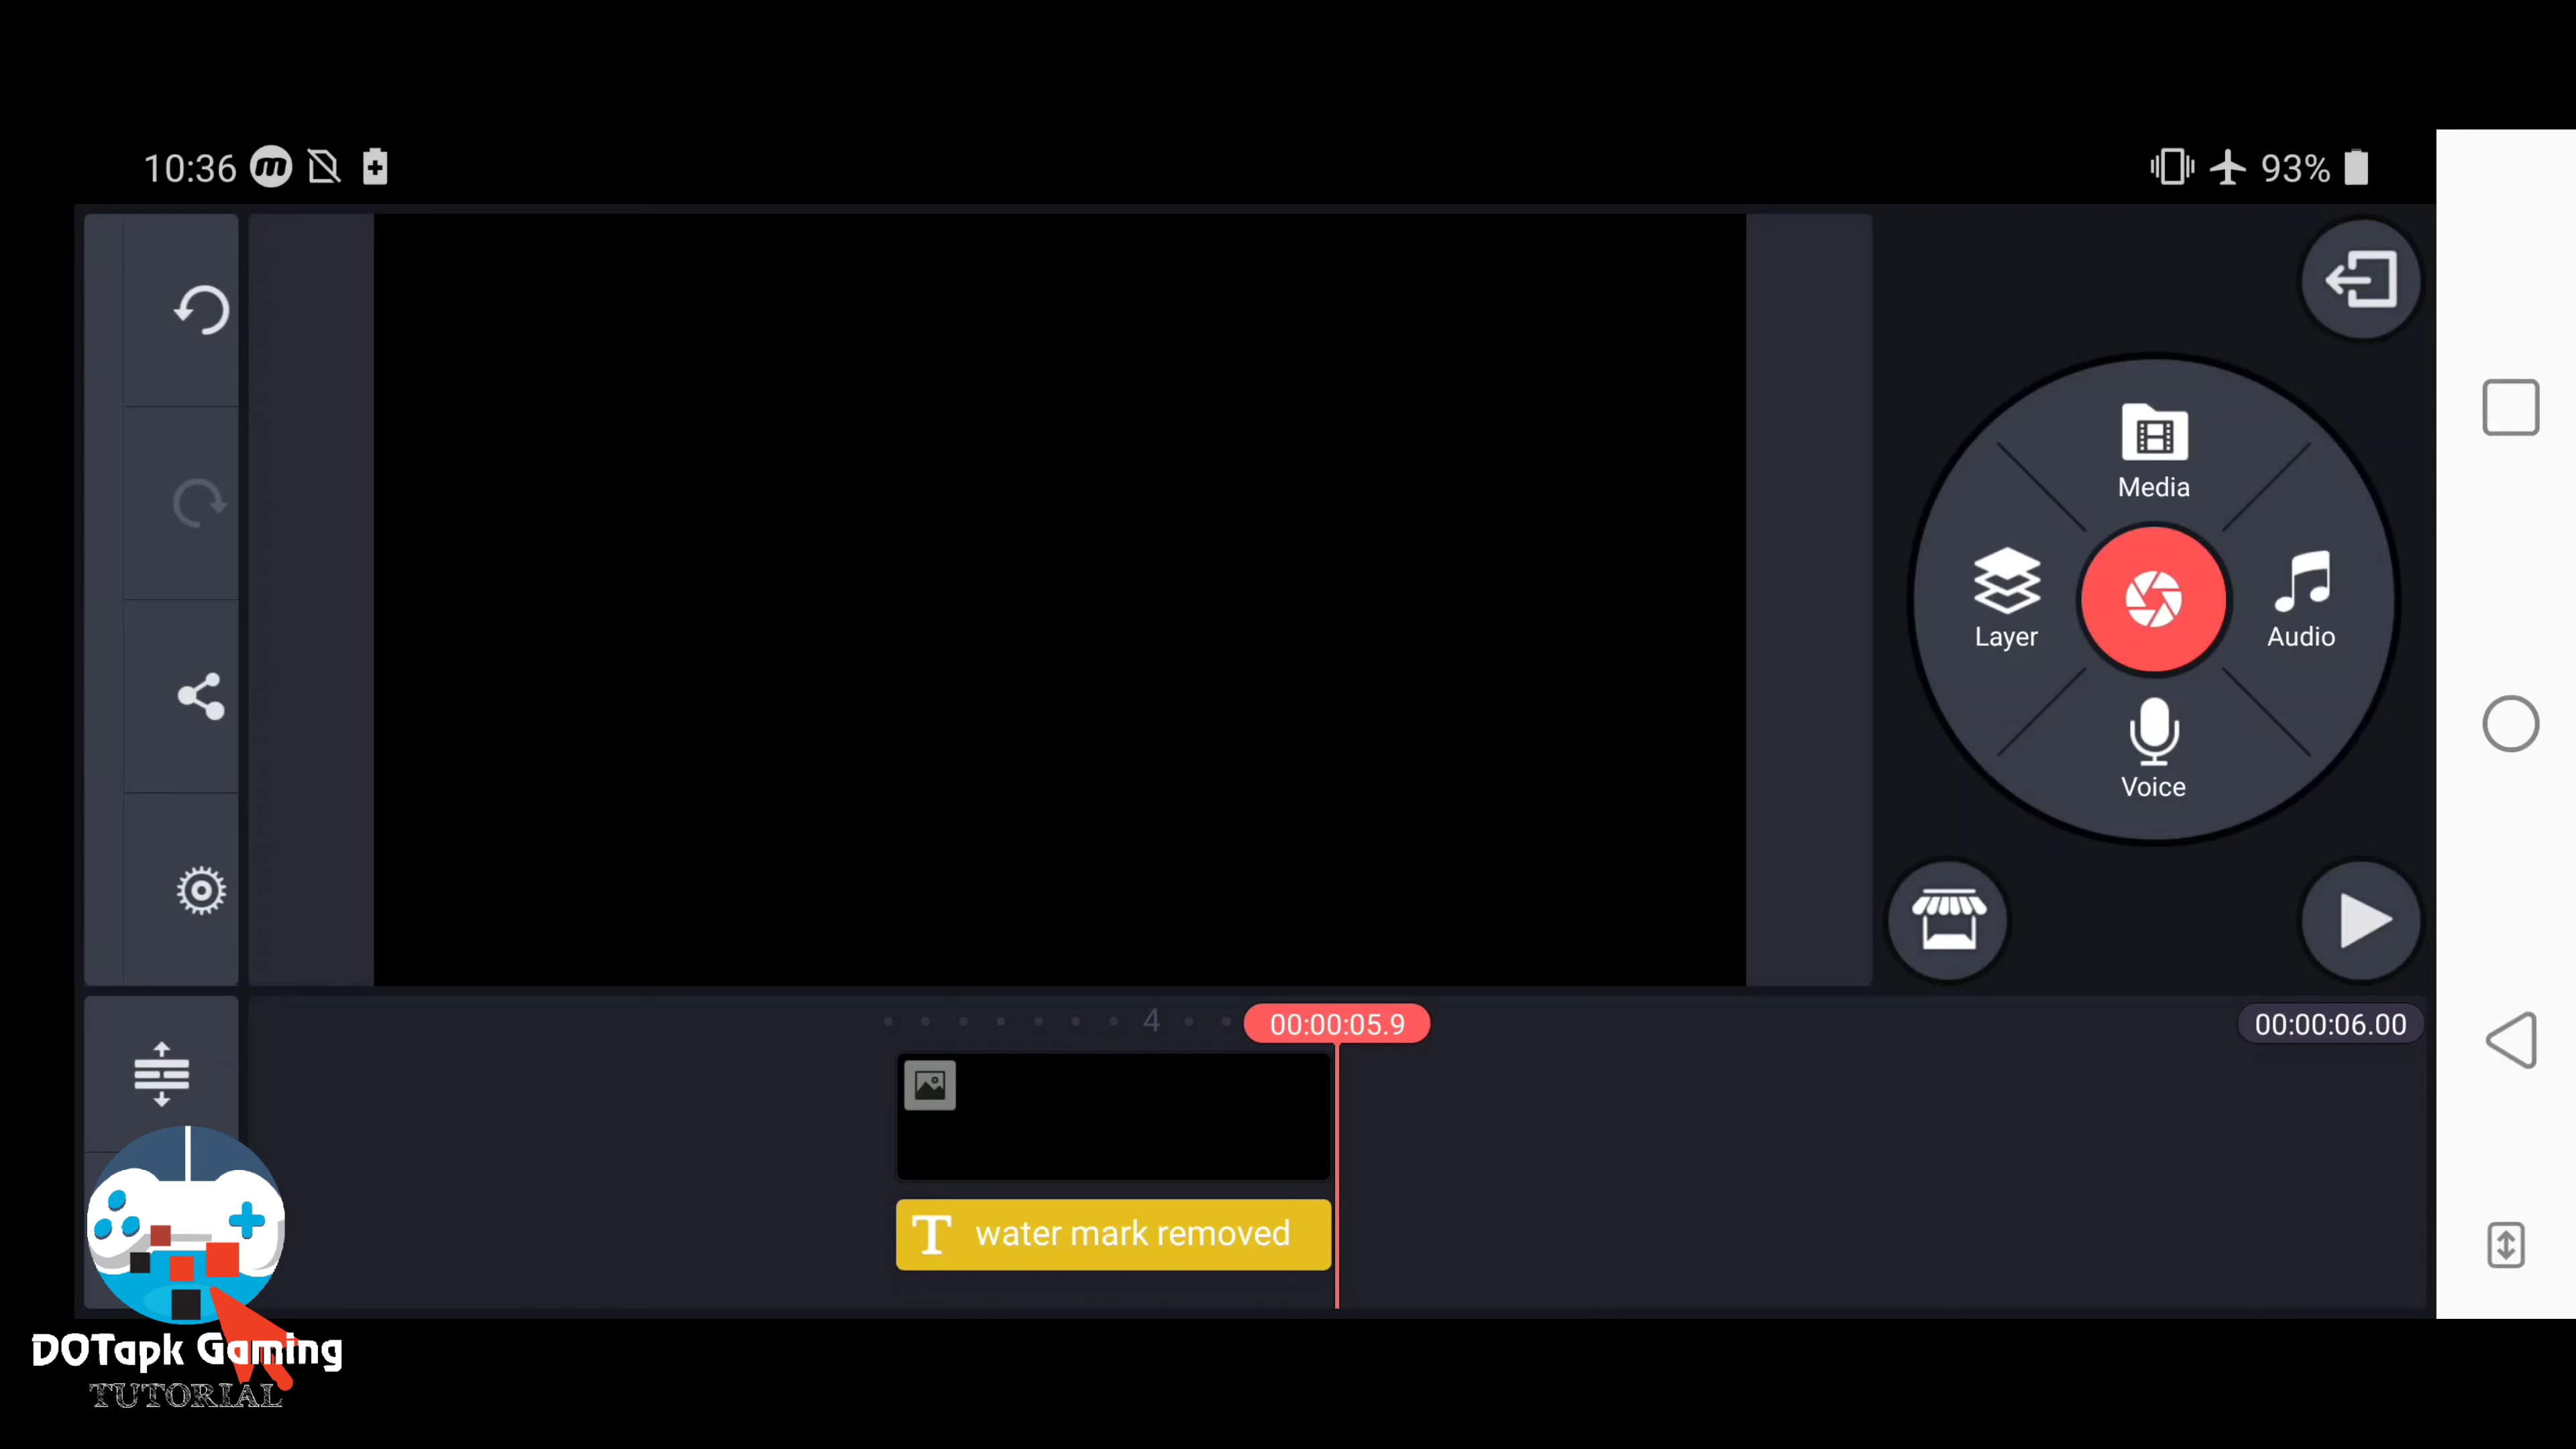 10:36
93%
Media
Layer
Audio
Voice
4
00:00:05.9
00:00:06.00
T water mark removed
DOTapk Gaming
TUTORIAL